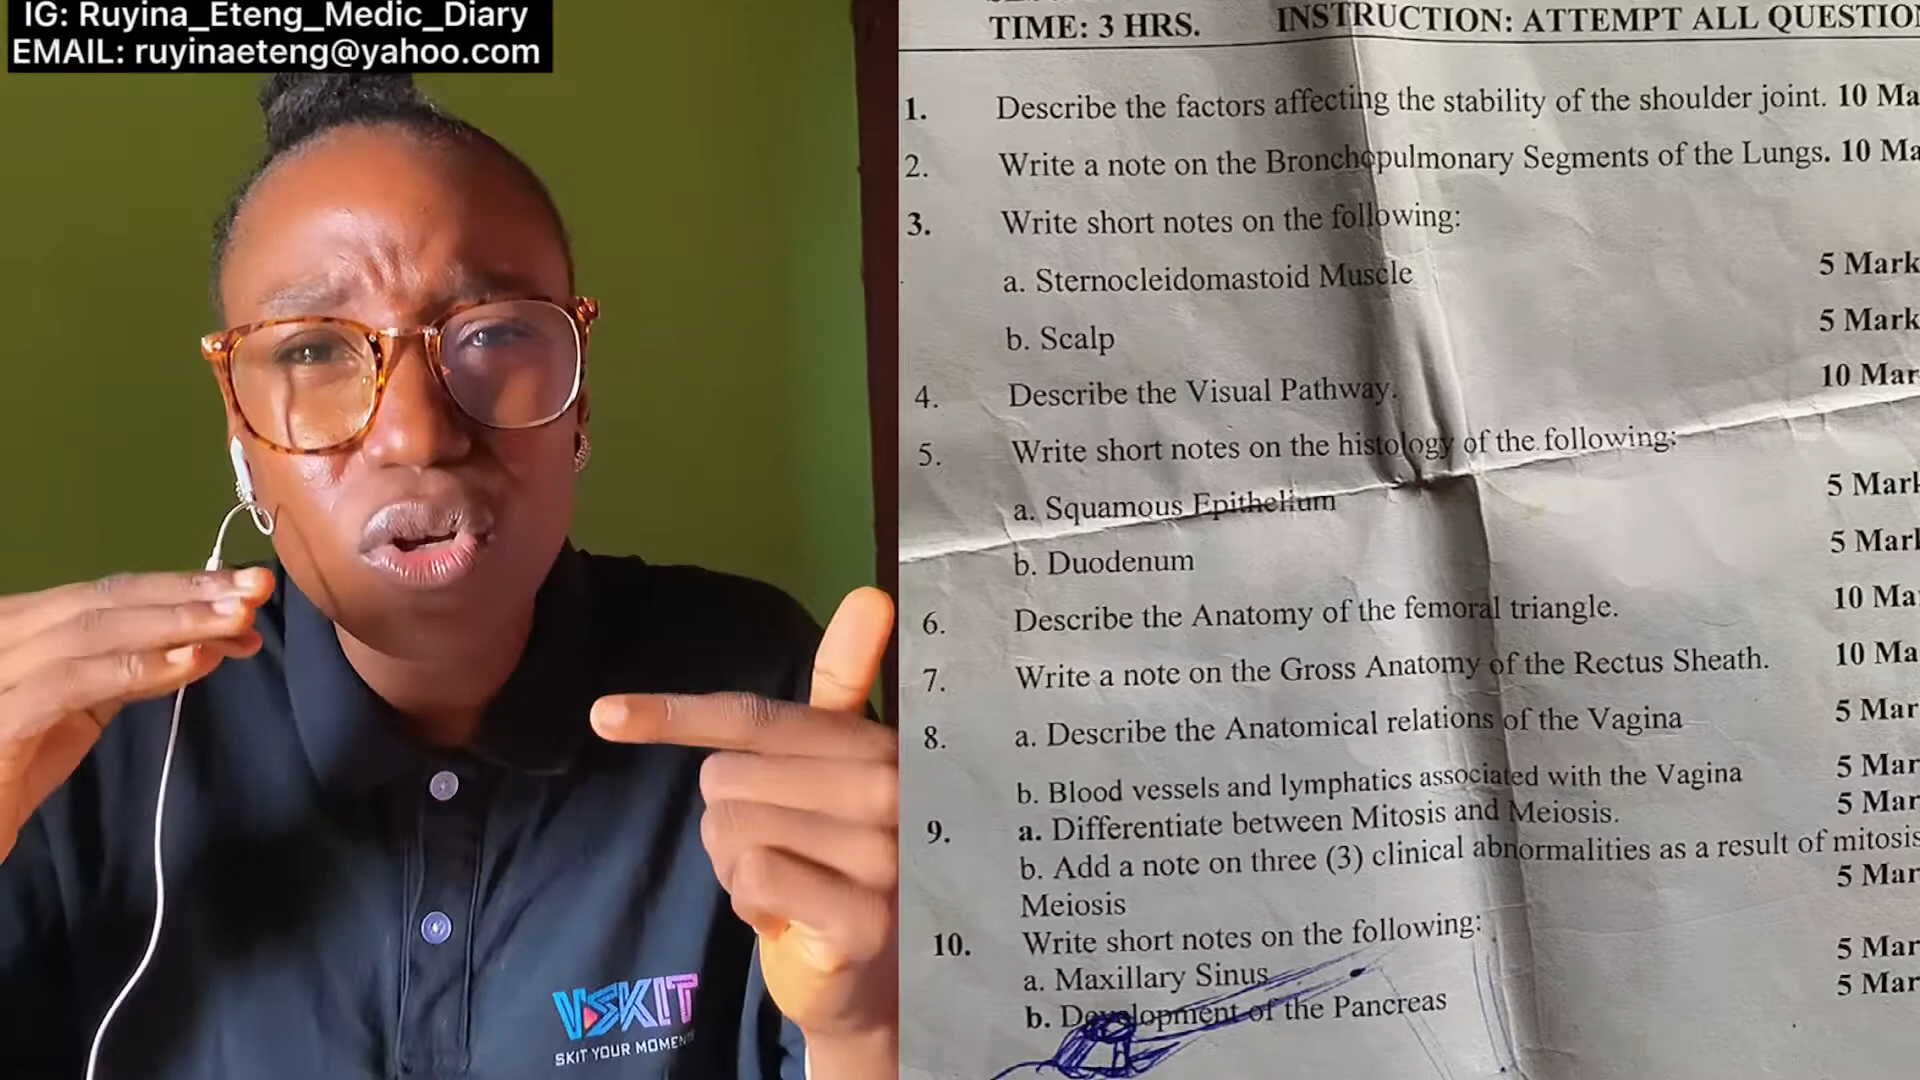 IG: Ruyina_Eteng_Medic_Diary
EMAIL: ruyinaeteng@yahoo.com
VSKIT
SKIT YOUR MOMENT
TIME: 3 HRS. INSTRUCTION: ATTEMPT ALL QUESTIO
1. Describe the factors affecting the stability of the shoulder joint. 10 Ma
2. Write a note on the Bronchopulmonary Segments of the Lungs. 10 Ma
3. Write short notes on the following:
a. Sternocleidomastoid Muscle 5 Mark
b. Scalp 5 Mark
4. Describe the Visual Pathway. 10 Mar
5. Write short notes on the histology of the following:
a. Squamous Epithelium 5 Mark
b. Duodenum 5 Mark
6. Describe the Anatomy of the femoral triangle. 10 Ma
7. Write a note on the Gross Anatomy of the Rectus Sheath. 10 Ma
8. a. Describe the Anatomical relations of the Vagina 5 Mar
b. Blood vessels and lymphatics associated with the Vagina 5 Mar
9. a. Differentiate between Mitosis and Meiosis. 5 Mar
b. Add a note on three (3) clinical abnormalities as a result of mitosis
Meiosis 5 Mar
10. Write short notes on the following:
a. Maxillary Sinus 5 Mar
b. Development of the Pancreas 5 Mar